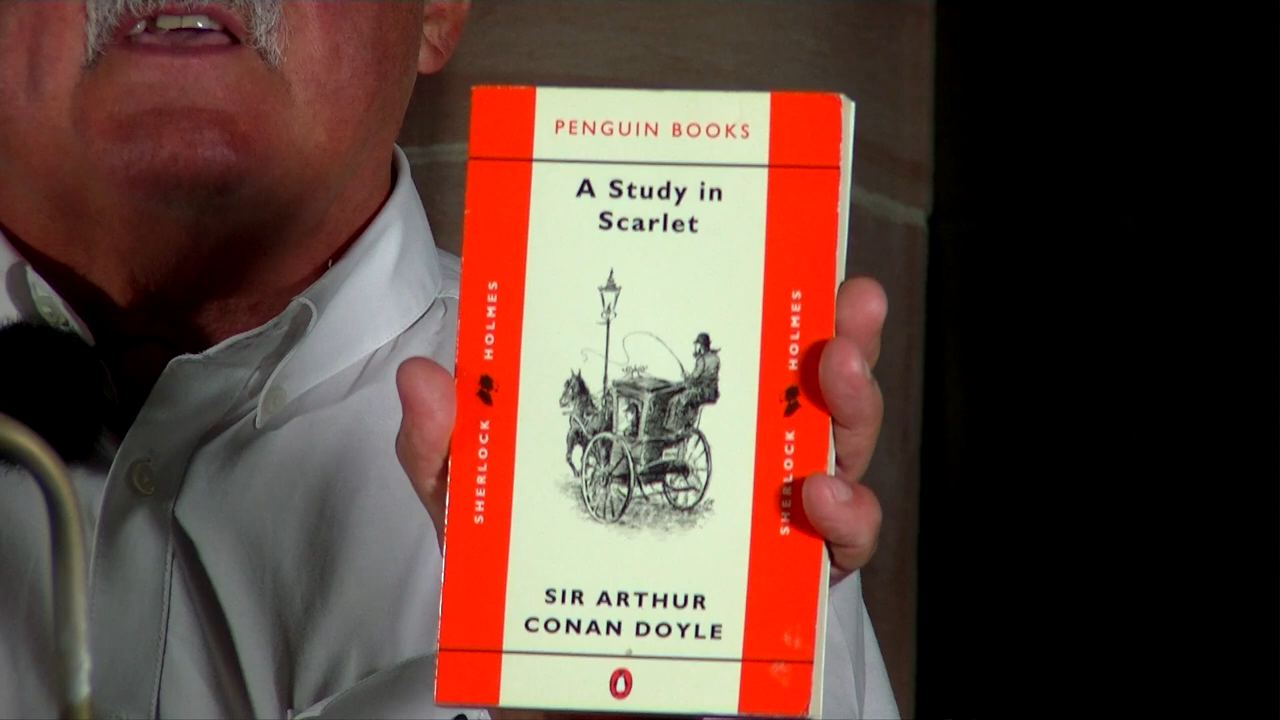 PENGUIN BOOKS
A Study in
Scarlet
SHERLOCK HOLMES
SHERLOCK HOLMES
SIR ARTHUR
CONAN DOYLE